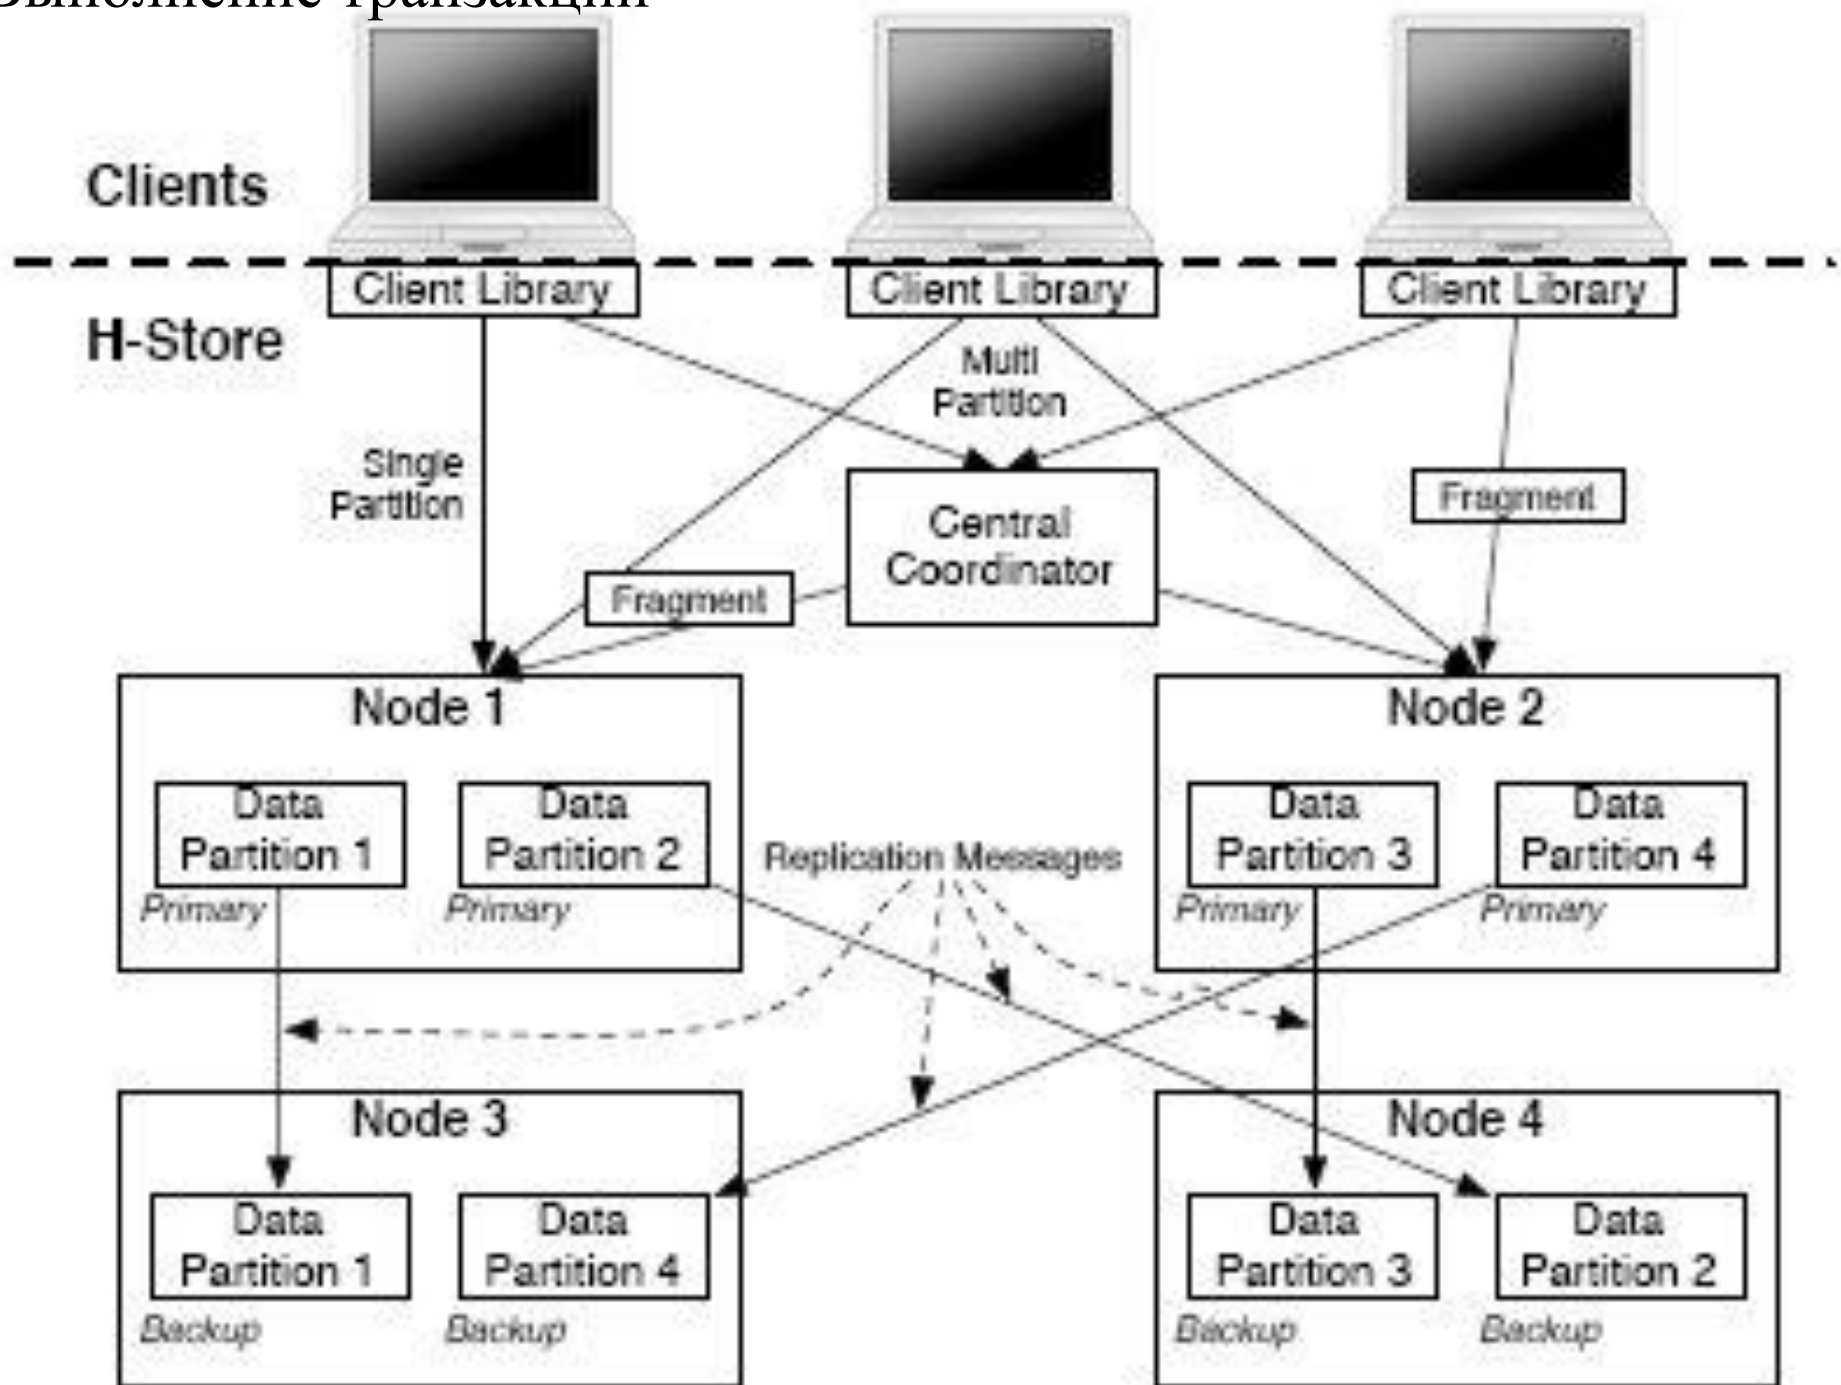 Выполнение транзакций
Clients
Client Library
Client Library
Client Library
H-Store
Multi
Partition
Single
Partition
Central
Coordinator
Fragment
Fragment
Node 1
Node 2
Data
Partition 1
Data
Partition 2
Data
Partition 3
Data
Partition 4
Replication Messages
Primary
Primary
Primary
Primary
Node 3
Node 4
Data
Partition 1
Data
Partition 4
Data
Partition 3
Data
Partition 2
Backup
Backup
Backup
Backup